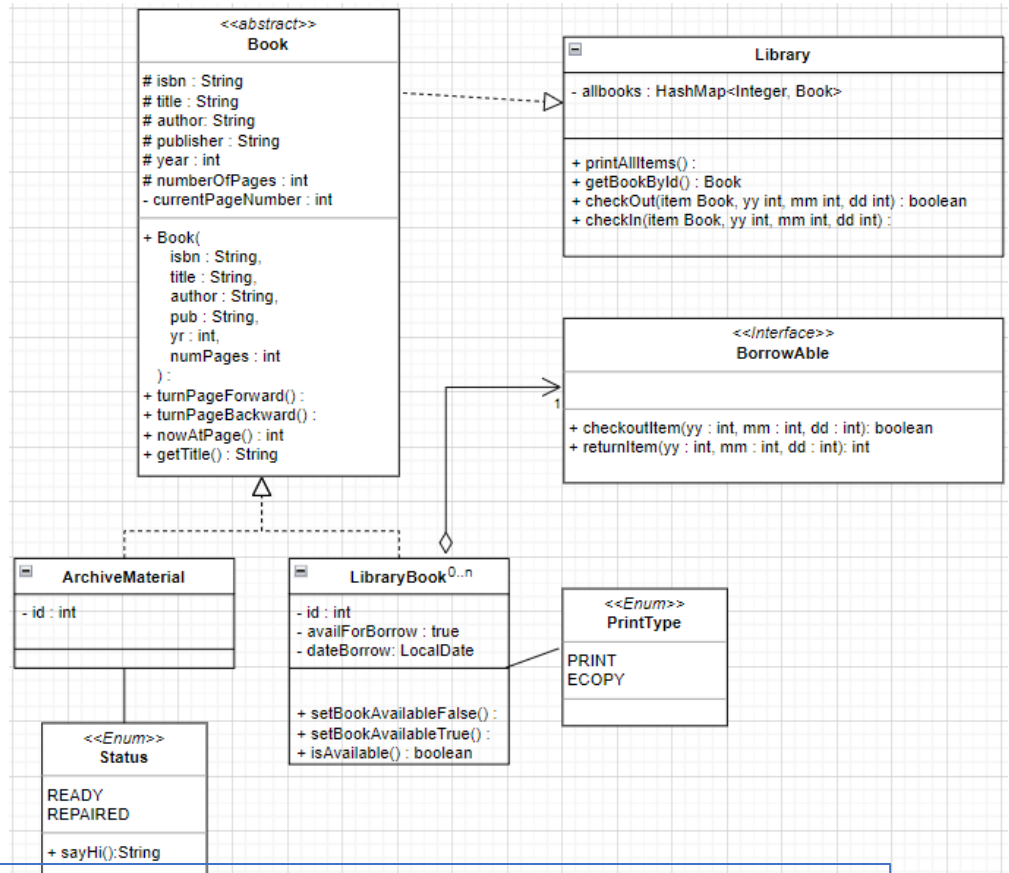 <<abstract>>
Book
# isbn : String
# title : String
# author: String
# publisher : String
# year : int
# numberOfPages : int
- currentPageNumber : int
+ Book(
isbn : String,
title : String,
author : String,
pub : String,
yr : int,
numPages : int
) :
+ turnPageForward() :
+ turnPageBackward() :
+ nowAtPage() : int
+ getTitle() : String
Library
- allbooks : HashMap<Integer, Book>
+ printAllItems() :
+ getBookById() : Book
+ checkOut(item Book, yy int, mm int, dd int) : boolean
+ checkIn(item Book, yy int, mm int, dd int) :
<<Interface>>
BorrowAble
1
+ checkoutItem(yy : int, mm : int, dd : int): boolean
+ returnItem(yy : int, mm : int, dd : int): int
ArchiveMaterial
- id : int
LibraryBook 0..n
- id : int
- availForBorrow : true
- dateBorrow: LocalDate
+ setBookAvailableFalse() :
+ setBookAvailableTrue() :
+ isAvailable() : boolean
<<Enum>>
PrintType
PRINT
ECOPY
<<Enum>>
Status
READY
REPAIRED
+ sayHi():String